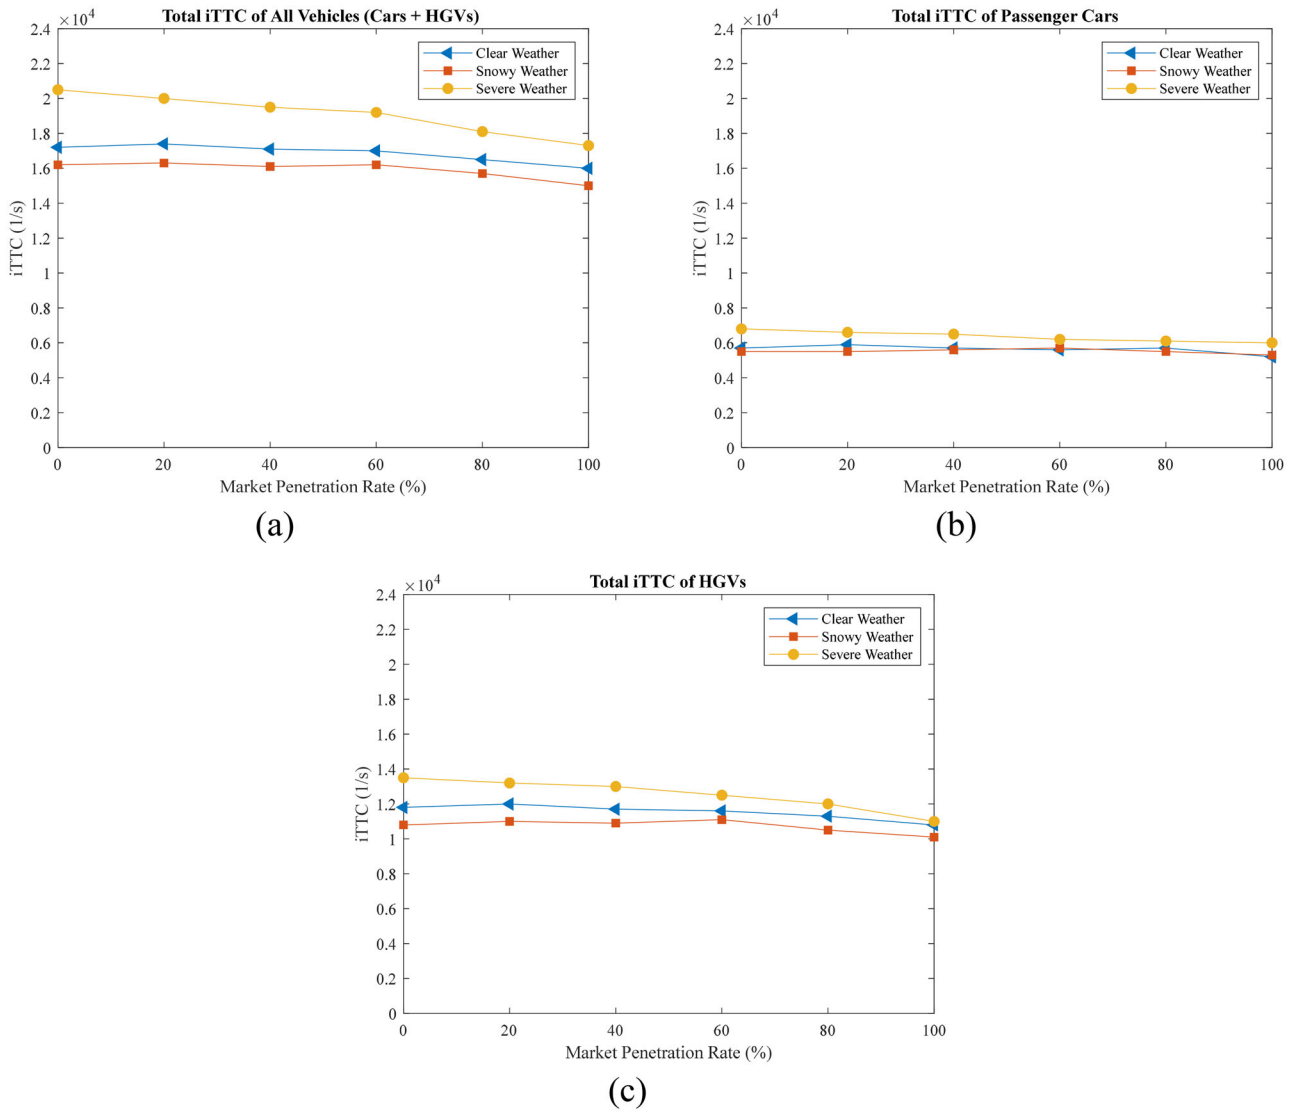 Total iTTC of All Vehicles (Cars + HGVs)
×10⁴
2.4
2.2
2
1.8
1.6
1.4
1.2
1
0.8
0.6
0.4
0.2
0
iTTC (1/s)
Clear Weather
Snowy Weather
Severe Weather
0 20 40 60 80 100
Market Penetration Rate (%)
(a)
Total iTTC of Passenger Cars
×10⁴
2.4
2.2
2
1.8
1.6
1.4
1.2
1
0.8
0.6
0.4
0.2
0
iTTC (1/s)
Clear Weather
Snowy Weather
Severe Weather
0 20 40 60 80 100
Market Penetration Rate (%)
(b)
Total iTTC of HGVs
×10⁴
2.4
2.2
2
1.8
1.6
1.4
1.2
1
0.8
0.6
0.4
0.2
0
iTTC (1/s)
Clear Weather
Snowy Weather
Severe Weather
0 20 40 60 80 100
Market Penetration Rate (%)
(c)